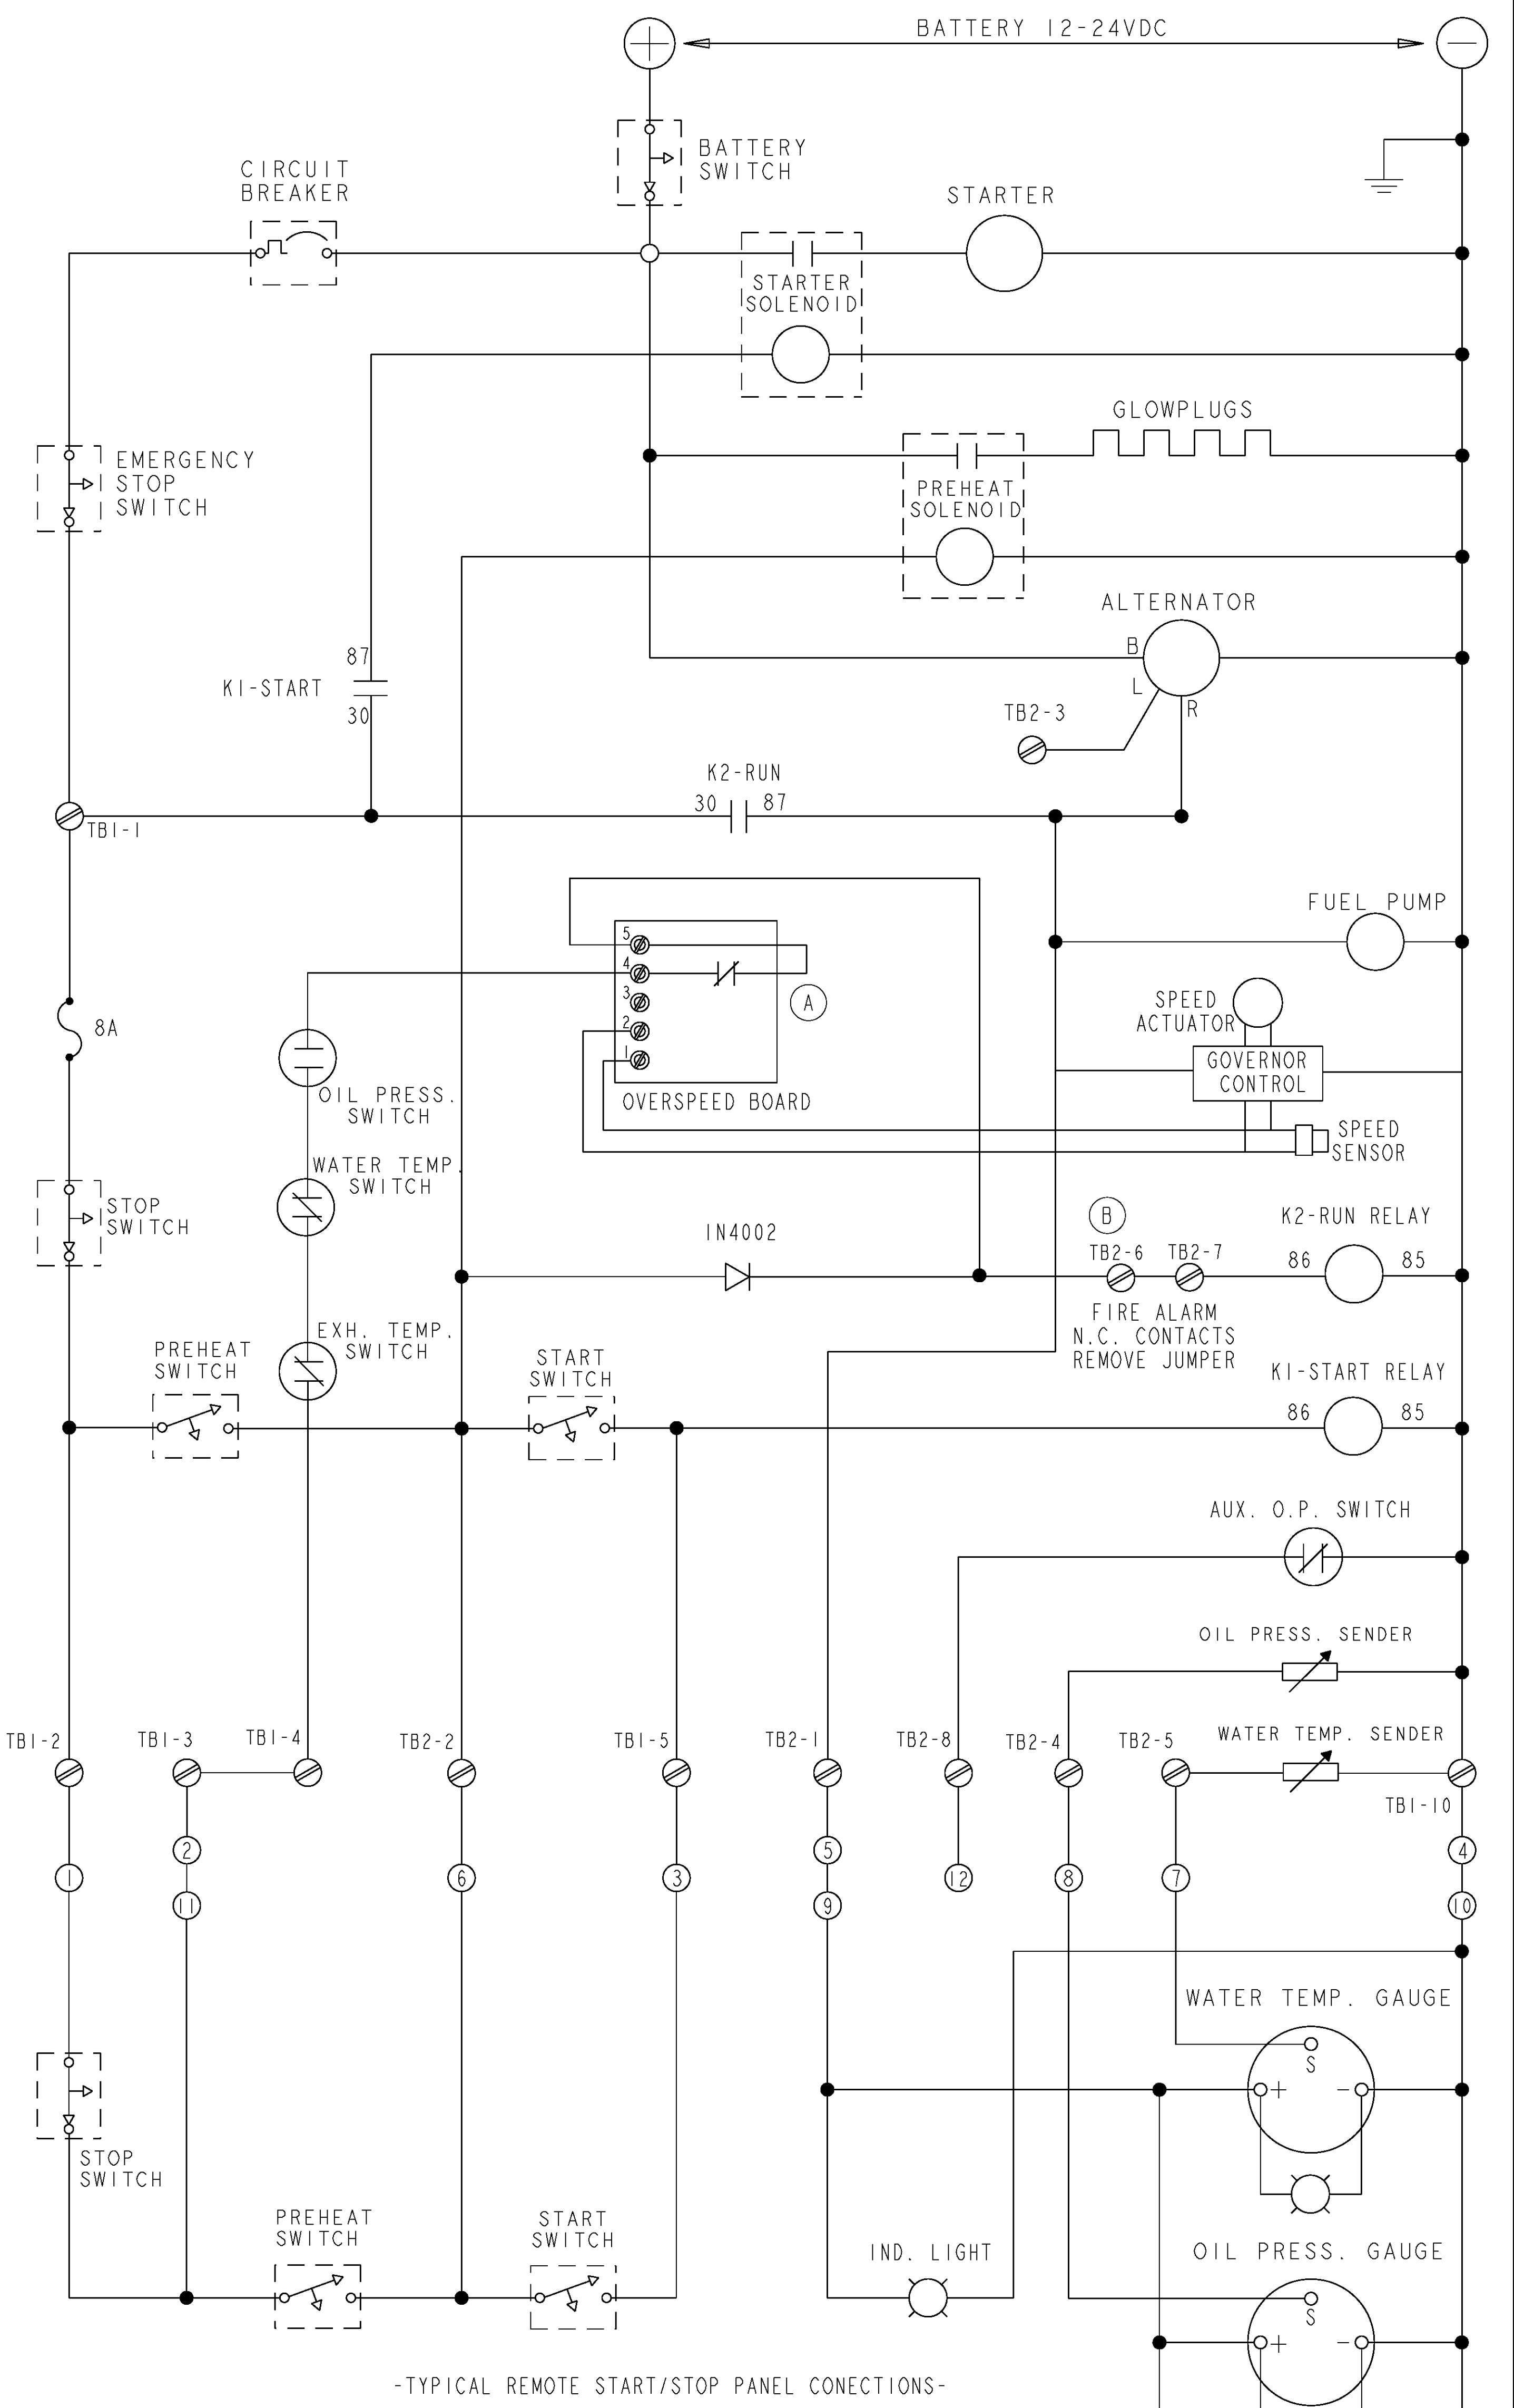 BATTERY 12-24VDC
BATTERY
SWITCH
CIRCUIT
BREAKER
STARTER
STARTER
SOLENOID
GLOWPLUGS
EMERGENCY
STOP
SWITCH
PREHEAT
SOLENOID
ALTERNATOR
B
L
R
87
K1-START
30
TB2-3
K2-RUN
30
87
TB1-1
FUEL PUMP
5
4
3
2
1
A
OVERSPEED BOARD
SPEED
ACTUATOR
GOVERNOR
CONTROL
8A
OIL PRESS.
SWITCH
SPEED
SENSOR
WATER TEMP.
SWITCH
STOP
SWITCH
1N4002
B
TB2-6
TB2-7
K2-RUN RELAY
86
85
FIRE ALARM
N.C. CONTACTS
REMOVE JUMPER
EXH. TEMP.
SWITCH
PREHEAT
SWITCH
START
SWITCH
K1-START RELAY
86
85
AUX. O.P. SWITCH
OIL PRESS. SENDER
TB1-2
TB1-3
TB1-4
TB2-2
TB1-5
TB2-1
TB2-8
TB2-4
TB2-5
WATER TEMP. SENDER
TB1-10
2
5
4
1
6
3
12
8
7
11
9
10
WATER TEMP. GAUGE
S
+
-
STOP
SWITCH
PREHEAT
SWITCH
START
SWITCH
IND. LIGHT
OIL PRESS. GAUGE
S
+
-
-TYPICAL REMOTE START/STOP PANEL CONECTIONS-